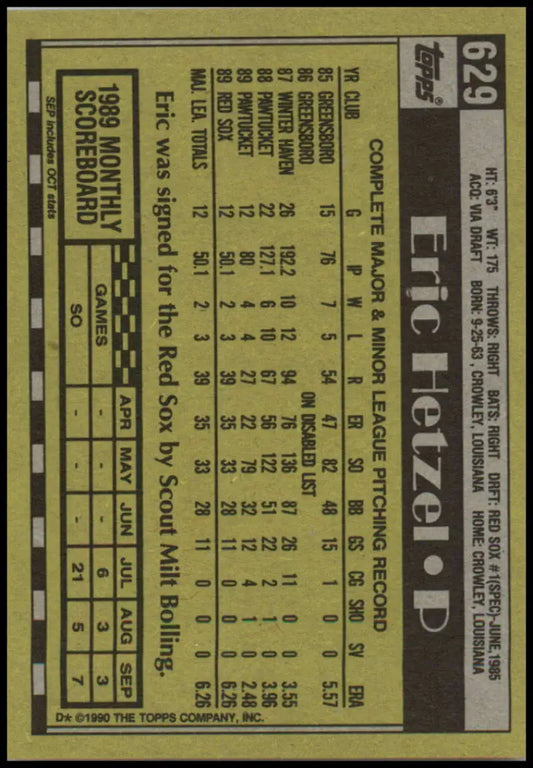 629
HT: 6'3" WT: 175 THROWS: RIGHT BATS: RIGHT DRFT: RED SOX #1(SPEC)-JUNE, 1985
ACQ: VIA DRAFT BORN: 9-25-63, CROWLEY, LOUISIANA HOME: CROWLEY, LOUISIANA
topps®
Eric Hetzel • P
COMPLETE MAJOR & MINOR LEAGUE PITCHING RECORD
YR CLUB G IP W L R ER SO BB GS CG SHO SV ERA
85 GREENSBORO 15 76 7 5 54 47 82 48 15 1 0 0 5.57
86 GREENSBORO ON DISABLED LIST
87 WINTER HAVEN 26 192.2 10 12 94 76 136 87 26 11 0 0 3.55
88 PAWTUCKET 22 127.1 6 10 67 56 122 51 22 2 1 0 3.96
89 PAWTUCKET 12 80 4 4 27 22 79 32 12 4 1 0 2.48
89 RED SOX 12 50.1 2 3 39 35 33 28 11 0 0 0 6.26
MAJ. LEA. TOTALS 12 50.1 2 3 39 35 33 28 11 0 0 0 6.26
Eric was signed for the Red Sox by Scout Milt Bolling.
1989 MONTHLY
SCOREBOARD
APR MAY JUN JUL AUG SEP
GAMES - - - 6 3 3
SO - - - 21 5 7
SEP includes OCT stats
D* ©1990 THE TOPPS COMPANY, INC.